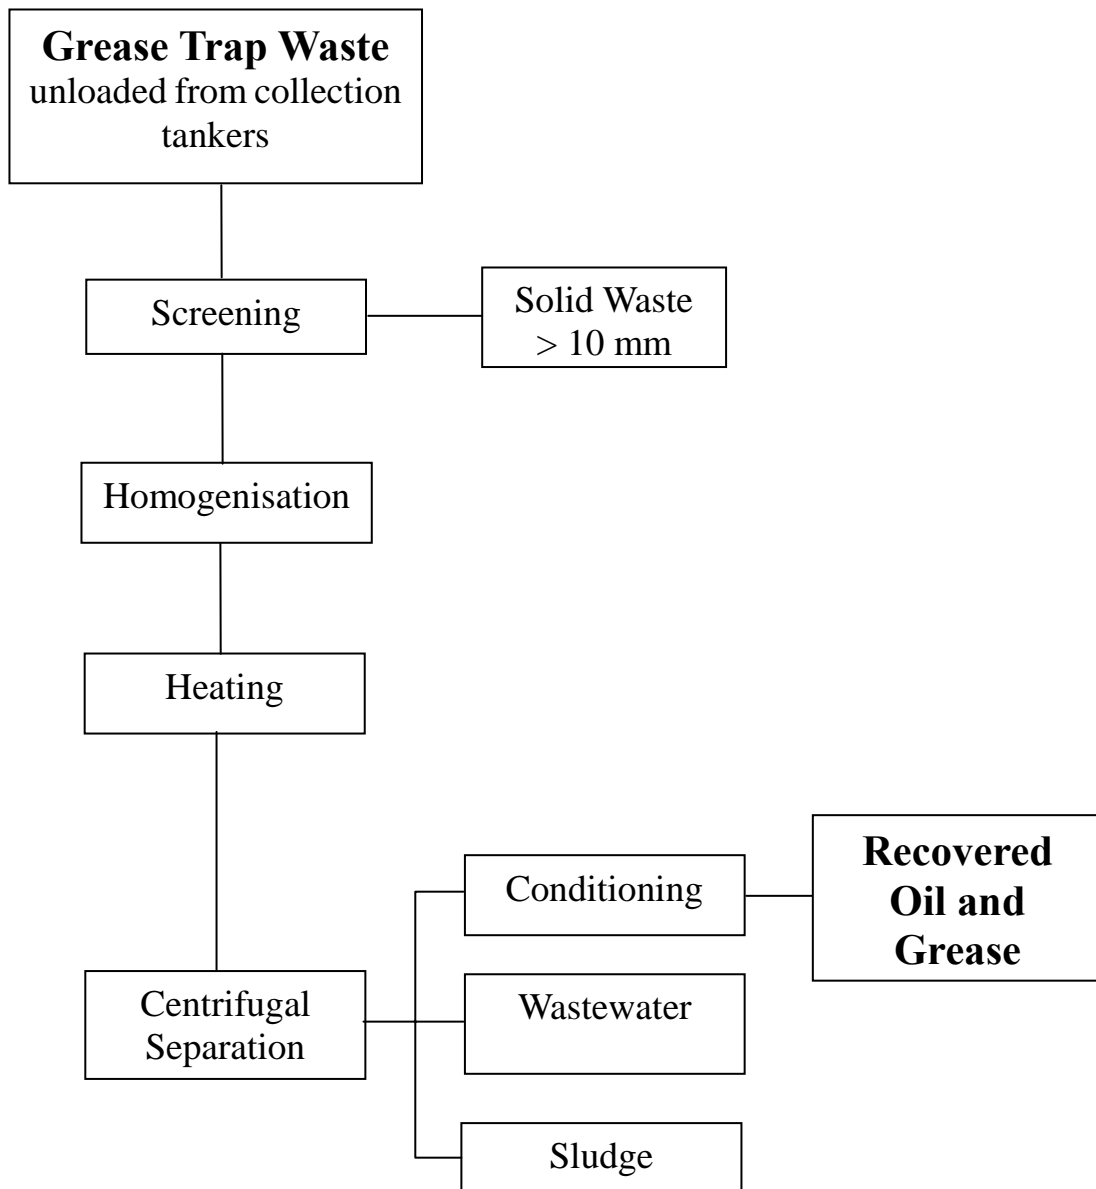 Grease Trap Waste
unloaded from collection
tankers
Screening
Solid Waste
> 10 mm
Homogenisation
Heating
Conditioning
Recovered
Oil and
Grease
Centrifugal
Separation
Wastewater
Sludge